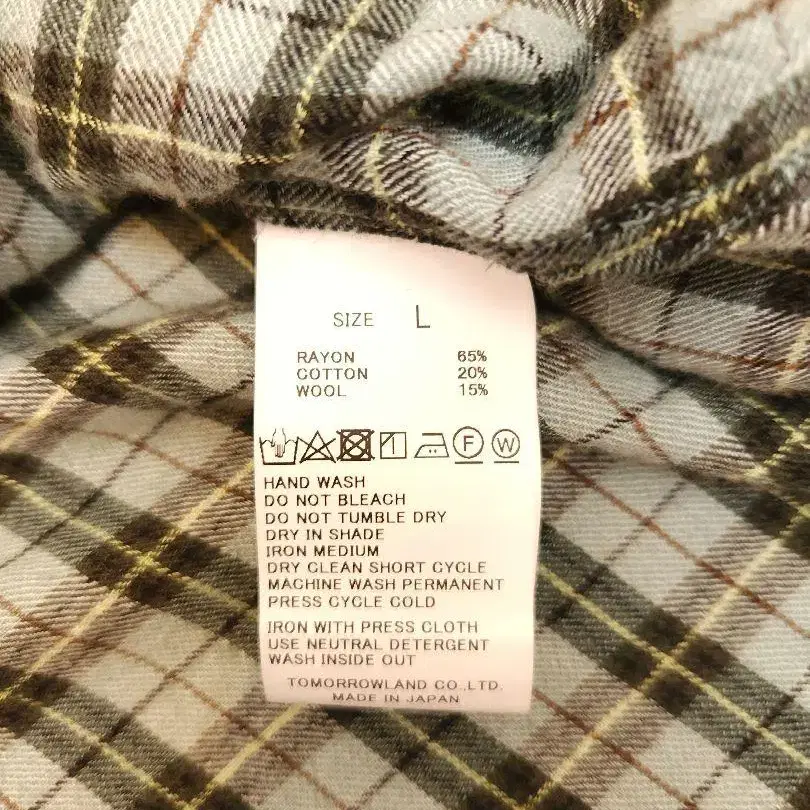 SIZE L
RAYON 65%
COTTON 20%
WOOL 15%
F W
HAND WASH
DO NOT BLEACH
DO NOT TUMBLE DRY
DRY IN SHADE
IRON MEDIUM
DRY CLEAN SHORT CYCLE
MACHINE WASH PERMANENT
PRESS CYCLE COLD
IRON WITH PRESS CLOTH
USE NEUTRAL DETERGENT
WASH INSIDE OUT
TOMORROWLAND CO.,LTD.
MADE IN JAPAN